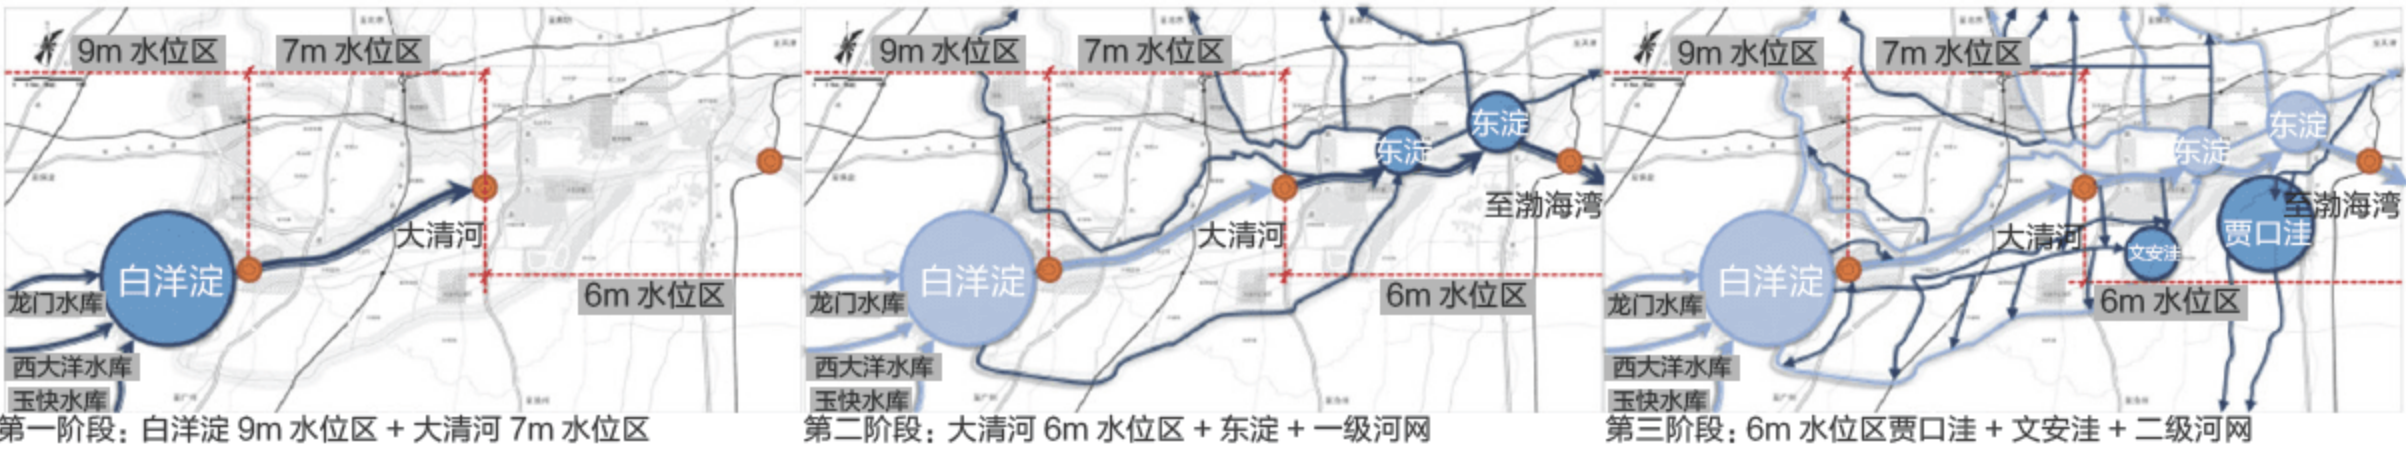 9m 水位区
7m 水位区
大清河
白洋淀
6m 水位区
龙门水库
西大洋水库
玉快水库
第一阶段：白洋淀 9m 水位区 + 大清河 7m 水位区
9m 水位区
7m 水位区
东淀
东淀
至渤海湾
大清河
白洋淀
6m 水位区
龙门水库
西大洋水库
玉快水库
第二阶段：大清河 6m 水位区 + 东淀 + 一级河网
9m 水位区
7m 水位区
东淀
东淀
至渤海湾
贾口洼
大清河
文安洼
白洋淀
6m 水位区
龙门水库
西大洋水库
玉快水库
第三阶段：6m 水位区贾口洼 + 文安洼 + 二级河网